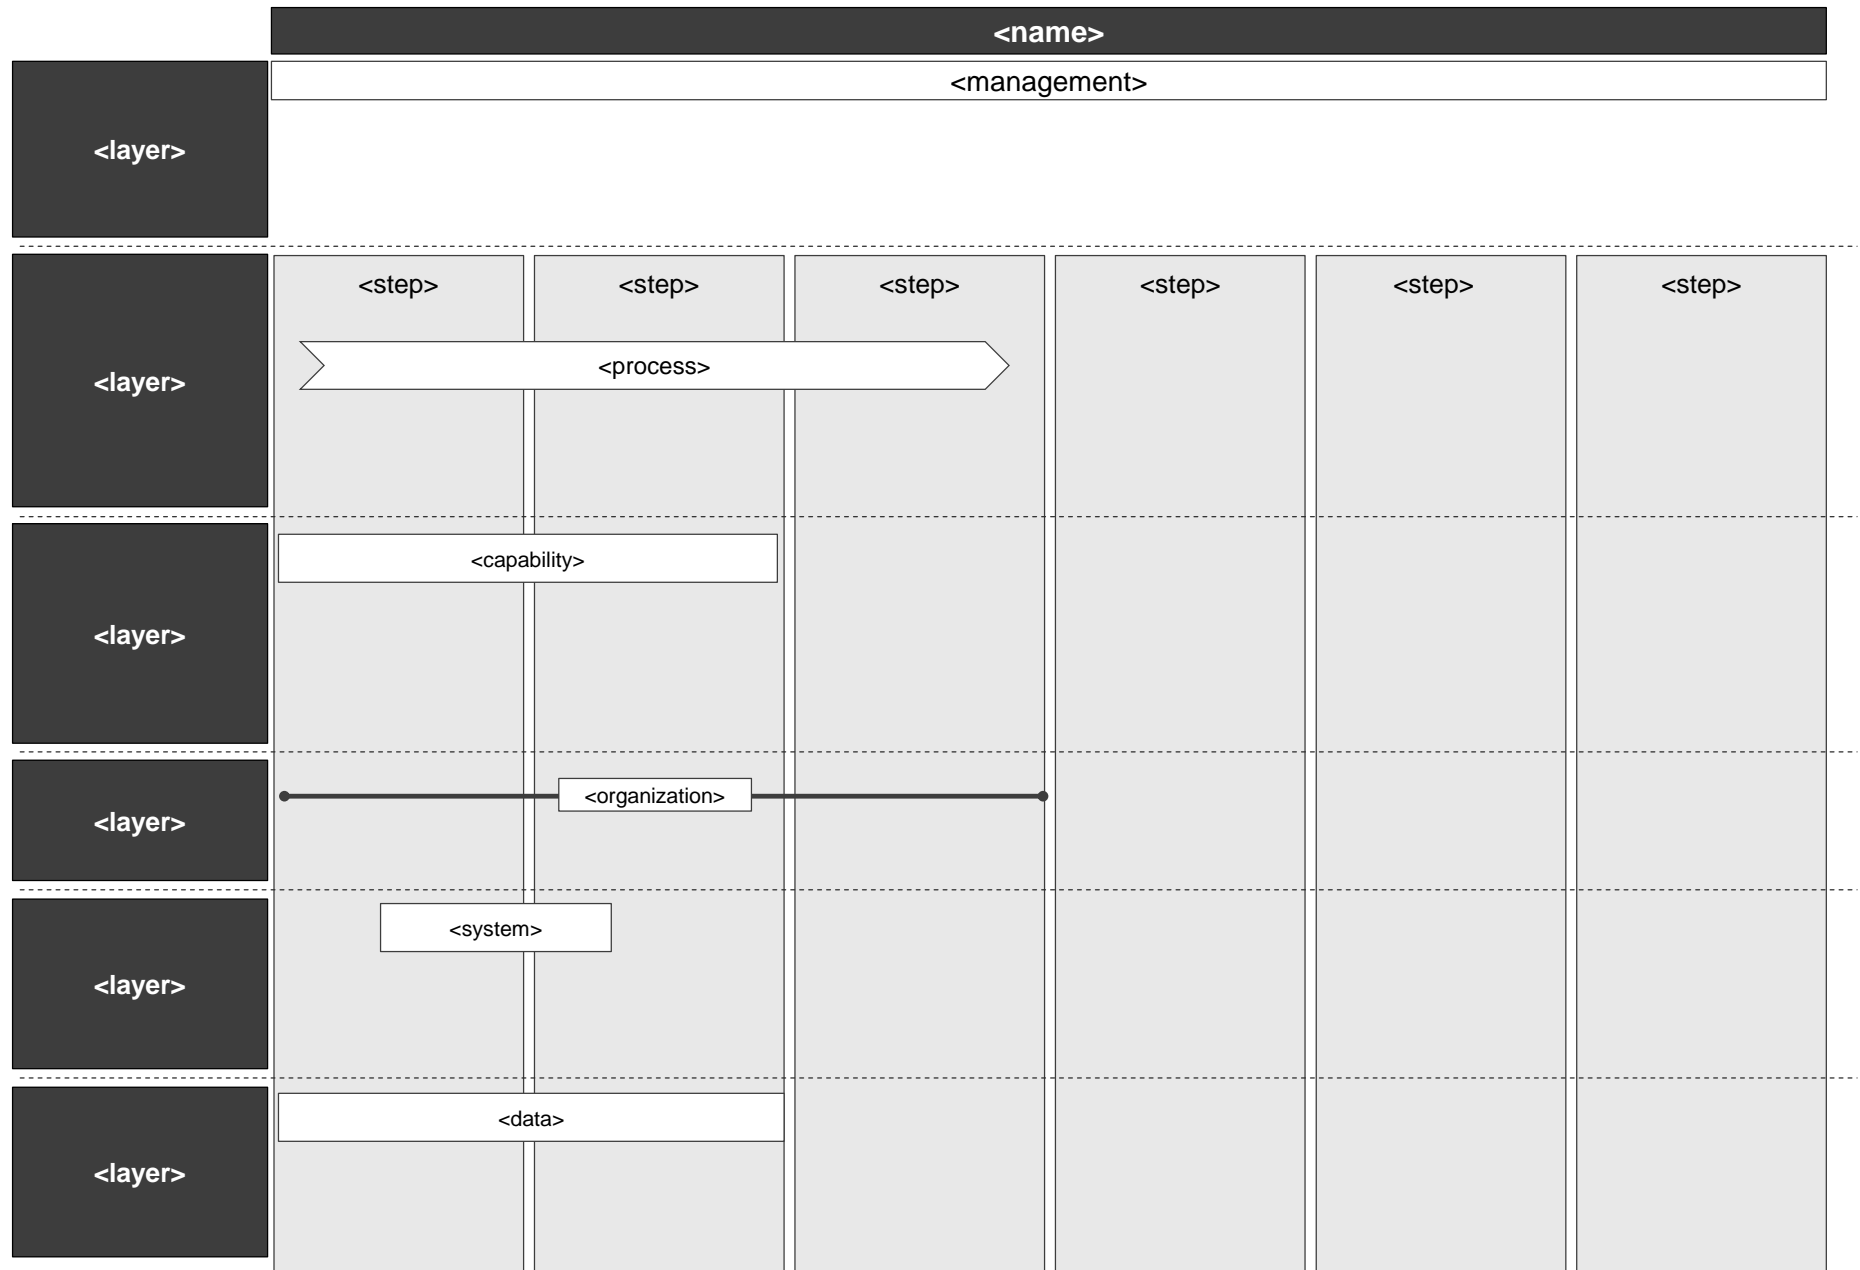 <name>
<management>
<layer>
<step> <step> <step> <step> <step> <step>
<process>
<layer>
<capability>
<layer>
<organization>
<layer>
<system>
<layer>
<data>
<layer>